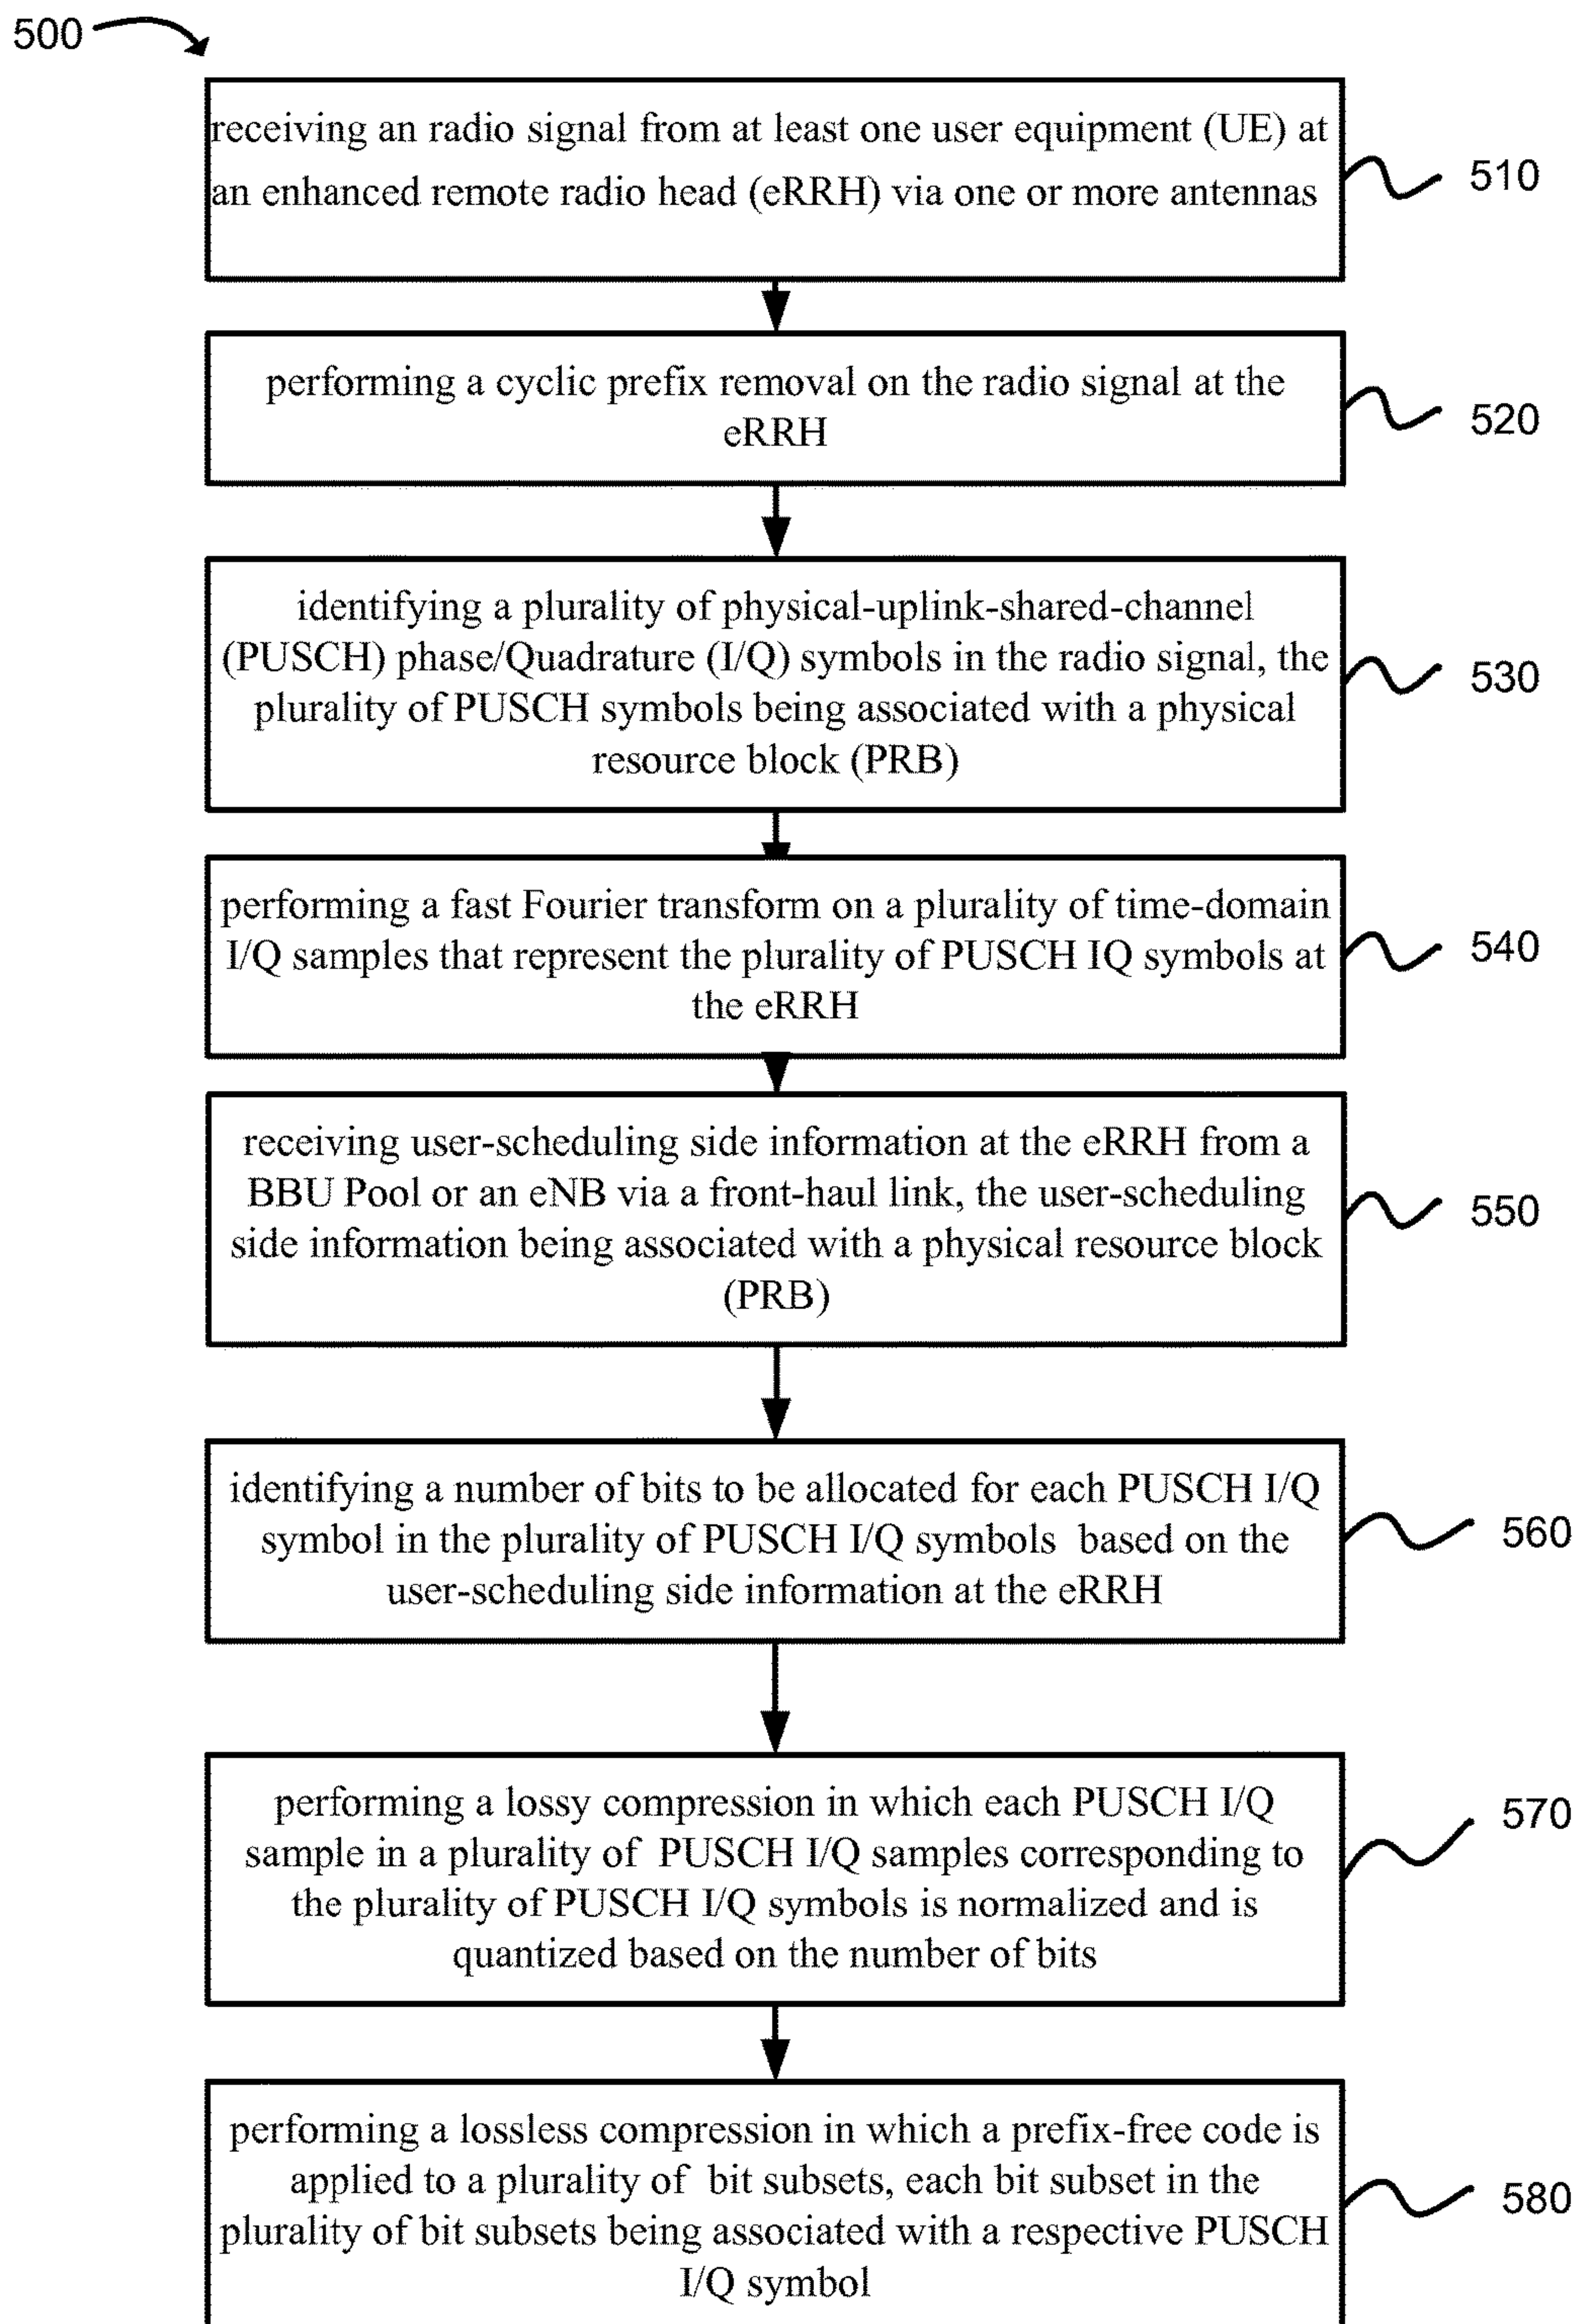 500
receiving an radio signal from at least one user equipment (UE) at
an enhanced remote radio head (eRRH) via one or more antennas
510
performing a cyclic prefix removal on the radio signal at the
eRRH
520
identifying a plurality of physical-uplink-shared-channel
(PUSCH) phase/Quadrature (I/Q) symbols in the radio signal, the
plurality of PUSCH symbols being associated with a physical
resource block (PRB)
530
performing a fast Fourier transform on a plurality of time-domain
I/Q samples that represent the plurality of PUSCH IQ symbols at
the eRRH
540
receiving user-scheduling side information at the eRRH from a
BBU Pool or an eNB via a front-haul link, the user-scheduling
side information being associated with a physical resource block
(PRB)
550
identifying a number of bits to be allocated for each PUSCH I/Q
symbol in the plurality of PUSCH I/Q symbols based on the
user-scheduling side information at the eRRH
560
performing a lossy compression in which each PUSCH I/Q
sample in a plurality of PUSCH I/Q samples corresponding to
the plurality of PUSCH I/Q symbols is normalized and is
quantized based on the number of bits
570
performing a lossless compression in which a prefix-free code is
applied to a plurality of bit subsets, each bit subset in the
plurality of bit subsets being associated with a respective PUSCH
I/Q symbol
580